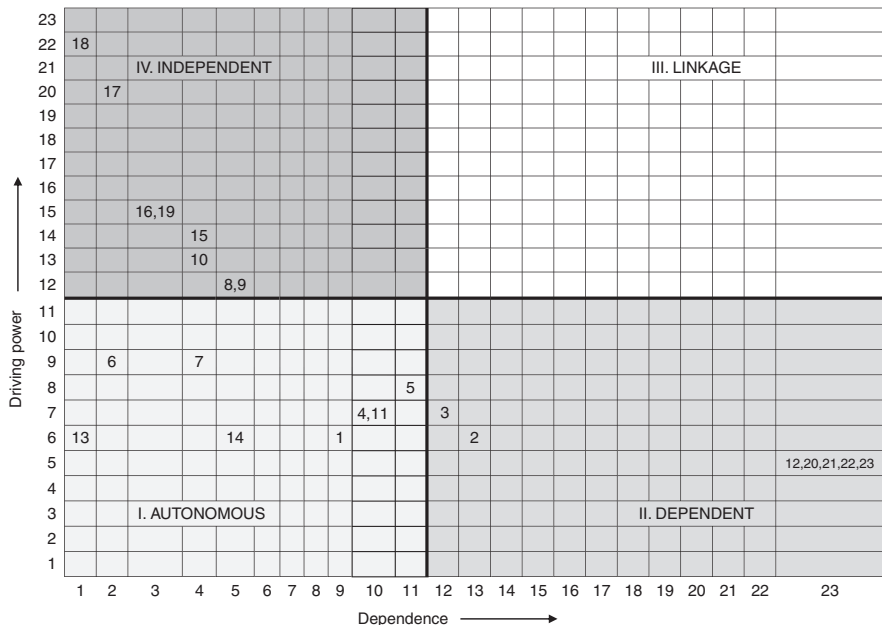 23
22 18
21 IV. INDEPENDENT III. LINKAGE
20 17
19
18
17
16
15 16,19
14 15
13 10
12 8,9
11
10
9 6 7
8 5
7 4,11 3
6 13 14 1 2
5 12,20,21,22,23
4
3 I. AUTONOMOUS II. DEPENDENT
2
1
1 2 3 4 5 6 7 8 9 10 11 12 13 14 15 16 17 18 19 20 21 22 23
Driving power
Dependence